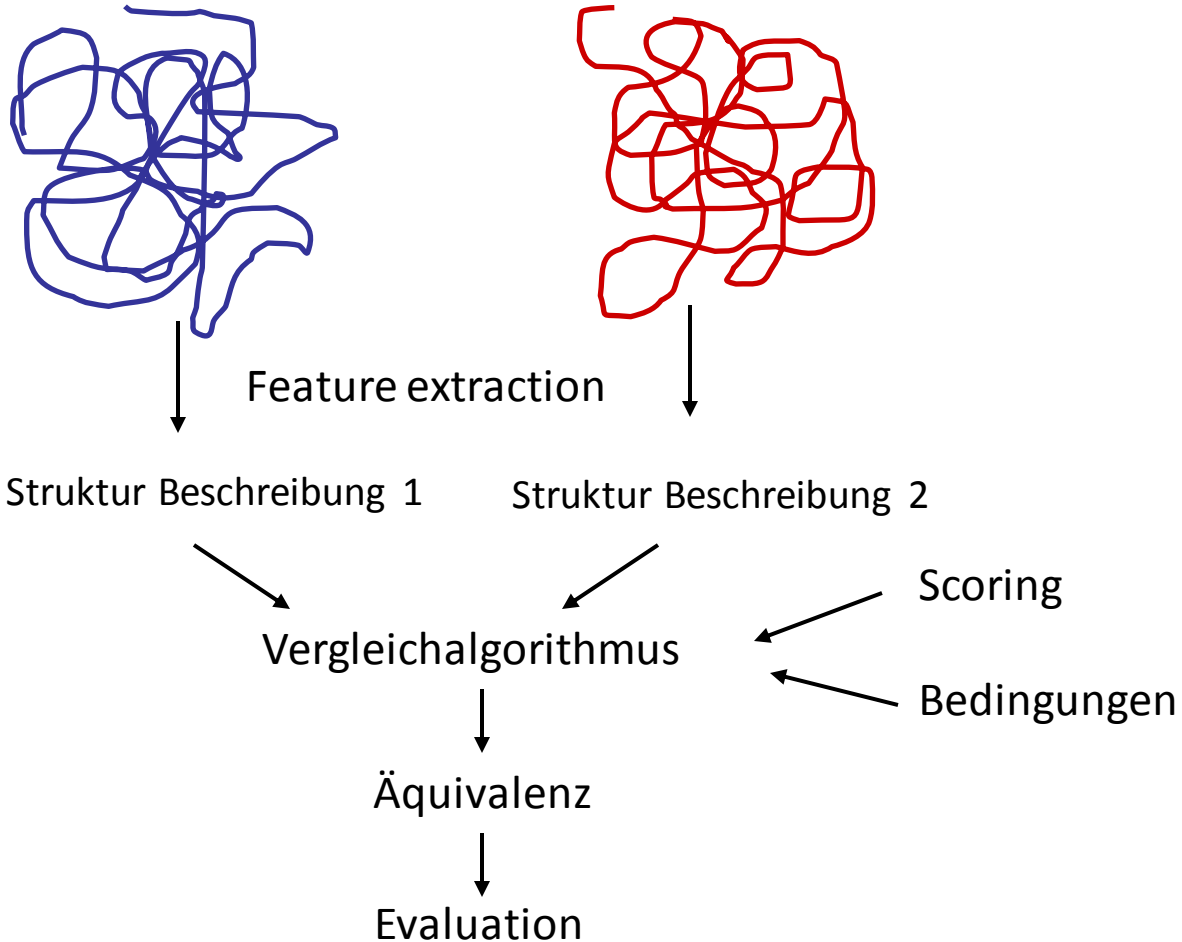 Feature extraction
Struktur Beschreibung 1
Struktur Beschreibung 2
Scoring
Vergleichalgorithmus
Bedingungen
Äquivalenz
Evaluation